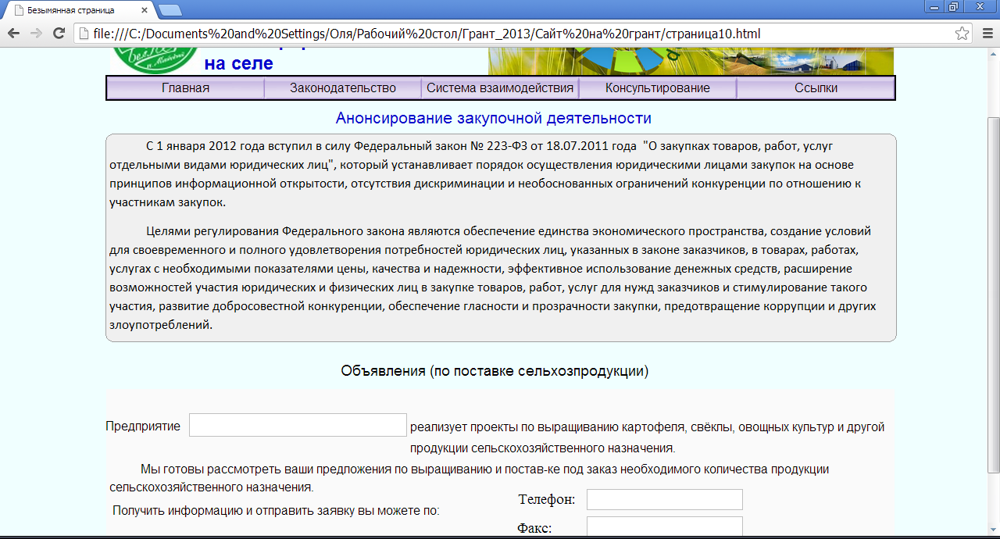 Безымянная страница
file:///C:/Documents%20and%20Settings/Оля/Рабочий%20стол/Грант_2013/Сайт%20на%20грант/страница10.html
на селе
Главная
Законодательство
Система взаимодействия
Консультирование
Ссылки
Анонсирование закупочной деятельности
С 1 января 2012 года вступил в силу Федеральный закон № 223-ФЗ от 18.07.2011 года "О закупках товаров, работ, услуг
отдельными видами юридических лиц", который устанавливает порядок осуществления юридическими лицами закупок на основе
принципов информационной открытости, отсутствия дискриминации и необоснованных ограничений конкуренции по отношению к
участникам закупок.
Целями регулирования Федерального закона являются обеспечение единства экономического пространства, создание условий
для своевременного и полного удовлетворения потребностей юридических лиц, указанных в законе заказчиков, в товарах, работах,
услугах с необходимыми показателями цены, качества и надежности, эффективное использование денежных средств, расширение
возможностей участия юридических и физических лиц в закупке товаров, работ, услуг для нужд заказчиков и стимулирование такого
участия, развитие добросовестной конкуренции, обеспечение гласности и прозрачности закупки, предотвращение коррупции и других
злоупотреблений.
Объявления (по поставке сельхозпродукции)
Предприятие
реализует проекты по выращиванию картофеля, свёклы, овощных культур и другой
продукции сельскохозяйственного назначения.
Мы готовы рассмотреть ваши предложения по выращиванию и постав-ке под заказ необходимого количества продукции
сельскохозяйственного назначения.
Получить информацию и отправить заявку вы можете по:
Телефон:
Факс: